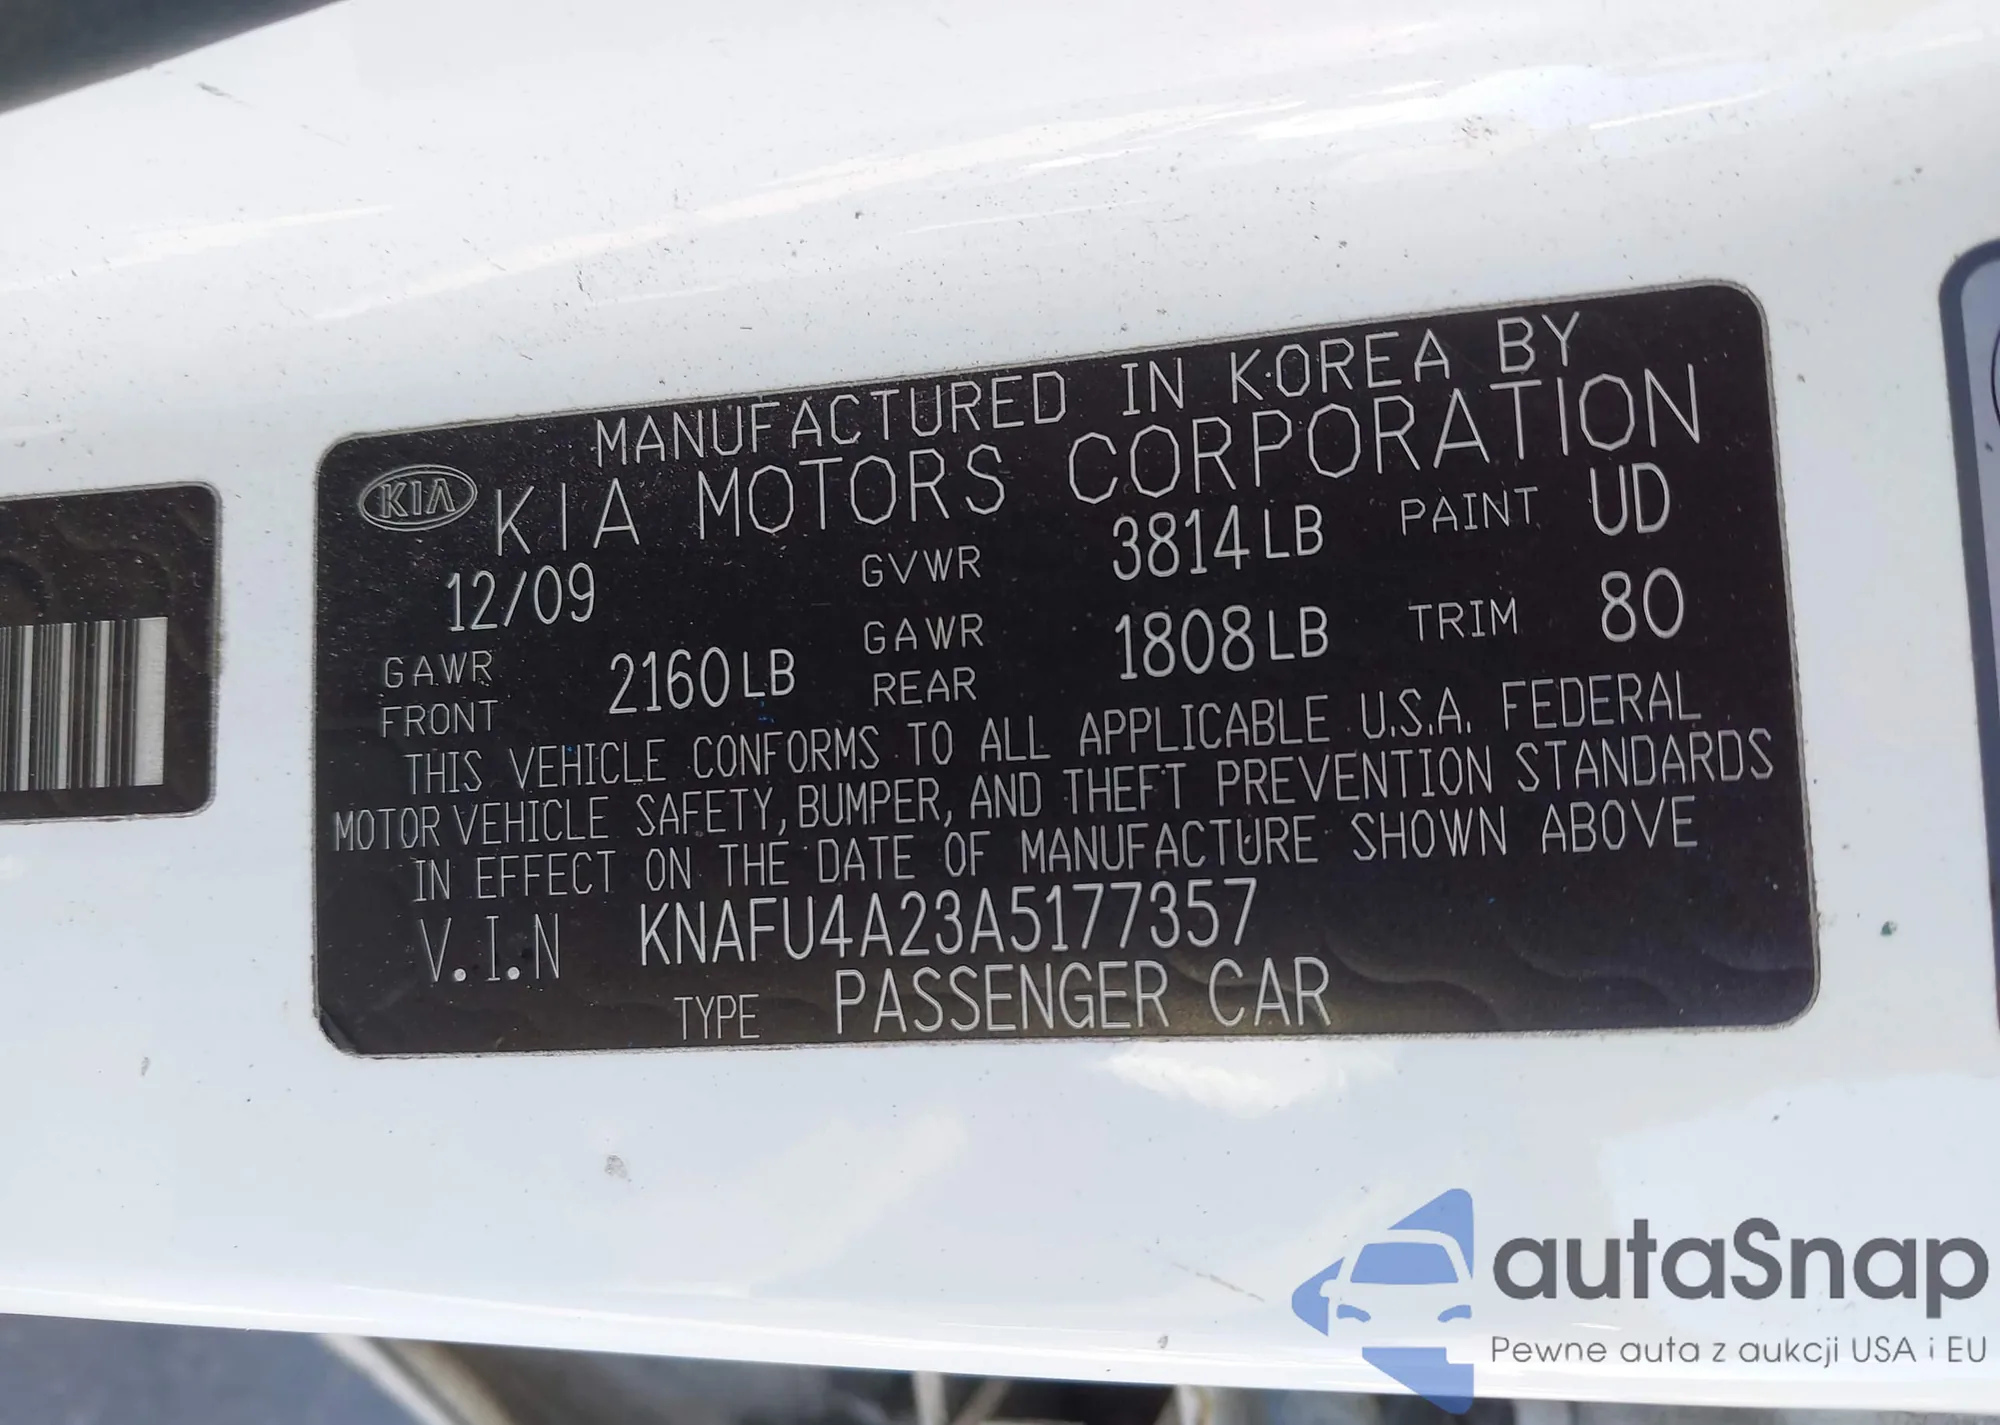 MANUFACTURED IN KOREA BY
KIA KIA MOTORS CORPORATION
12/09 GVWR 3814LB PAINT UD
GAWR FRONT 2160LB GAWR REAR 1808LB TRIM 80
THIS VEHICLE CONFORMS TO ALL APPLICABLE U.S.A. FEDERAL
MOTOR VEHICLE SAFETY, BUMPER, AND THEFT PREVENTION STANDARDS
IN EFFECT ON THE DATE OF MANUFACTURE SHOWN ABOVE
V.I.N KNAFU4A23A5177357
TYPE PASSENGER CAR
autaSnap
Pewne auta z aukcji USA i EU